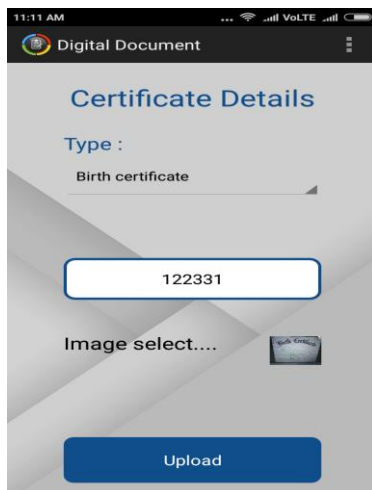 11:11 AM ... VoLTE
Digital Document
Certificate Details
Type :
Birth certificate
122331
Image select....
Upload